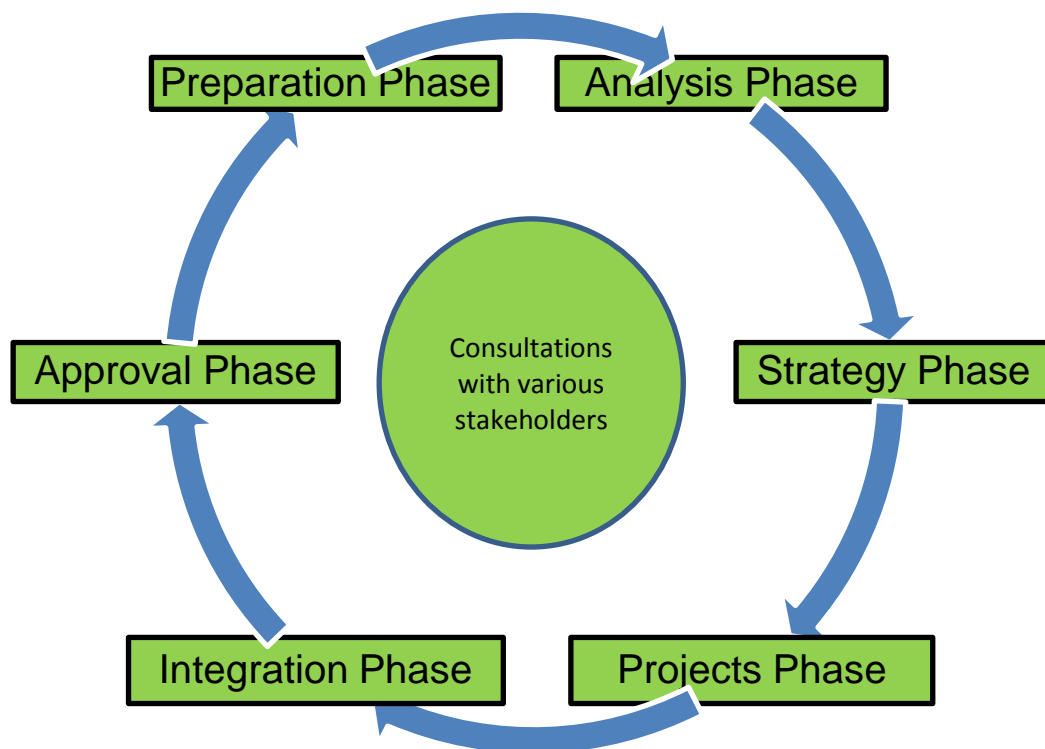 Preparation Phase
Analysis Phase
Consultations
with various
stakeholders
Approval Phase
Strategy Phase
Integration Phase
Projects Phase